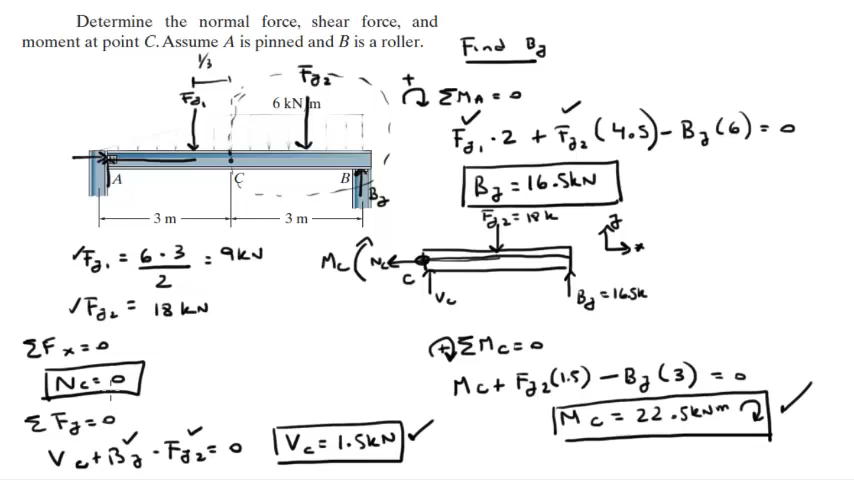 Determine the normal force, shear force, and
moment at point C. Assume A is pinned and B is a roller.
Find By
1/3
Fy₁
Fy₂
6 kN/m
+ ΣMA = 0
Fy₁ · 2 + Fy₂ (4.5) - By (6) = 0
By = 16.5kN
A
C
B
By
3 m
3 m
Fy₂ = 18k
y
x
Mc
Nc
C
Vc
By = 16.5k
✓Fy₁ = 6 · 3 / 2 = 9kN
✓Fy₂ = 18 kN
ΣFx = 0
Nc = 0
ΣFy = 0
Vc + By - Fy₂ = 0
Vc = 1.5kN ✓
+ ΣMc = 0
Mc + Fy₂ (1.5) - By (3) = 0
Mc = 22.5kNm ✓